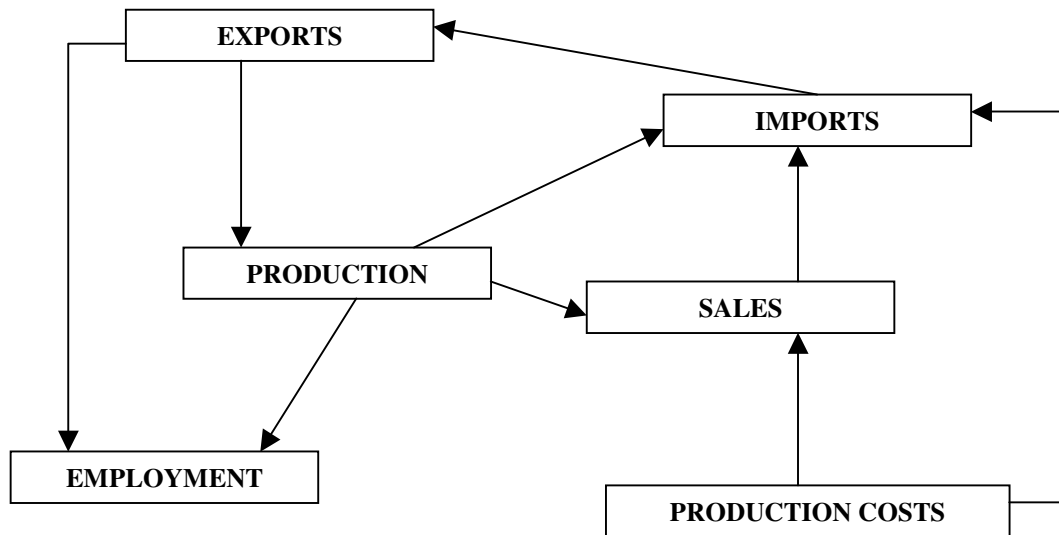 EXPORTS
IMPORTS
PRODUCTION
SALES
EMPLOYMENT
PRODUCTION COSTS